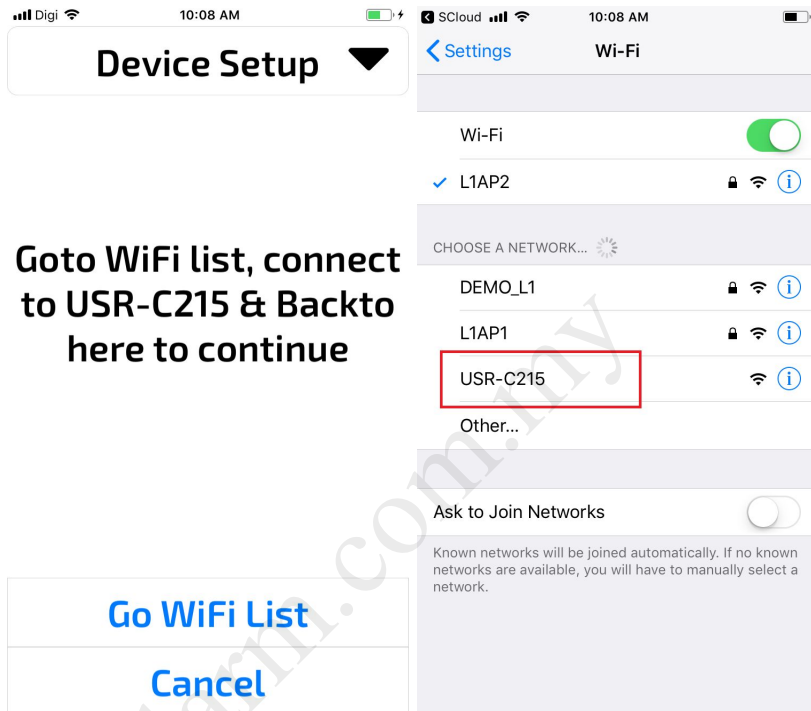 Digi 10:08 AM
Device Setup
Goto WiFi list, connect
to USR-C215 & Backto
here to continue
Go WiFi List
Cancel
SCloud 10:08 AM
Settings Wi-Fi
Wi-Fi
L1AP2
CHOOSE A NETWORK...
DEMO_L1
L1AP1
USR-C215
Other...
Ask to Join Networks
Known networks will be joined automatically. If no known
networks are available, you will have to manually select a
network.
arm.com.my